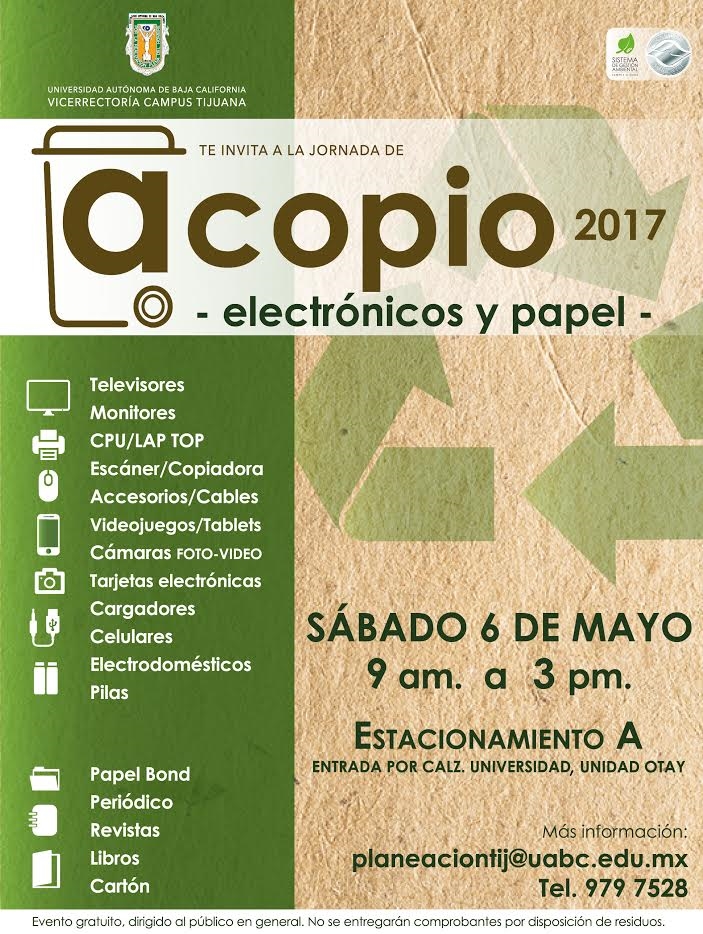 UNIVERSIDAD AUTÓNOMA DE BAJA CALIFORNIA
VICERRECTORÍA CAMPUS TIJUANA
SISTEMA
DE GESTIÓN
AMBIENTAL
TE INVITA A LA JORNADA DE
acopio 2017
- electrónicos y papel -
Televisores
Monitores
CPU/LAP TOP
Escáner/Copiadora
Accesorios/Cables
Videojuegos/Tablets
Cámaras FOTO-VIDEO
Tarjetas electrónicas
Cargadores
Celulares
Electrodomésticos
Pilas
Papel Bond
Periódico
Revistas
Libros
Cartón
SÁBADO 6 DE MAYO
9 am. a 3 pm.
ESTACIONAMIENTO A
ENTRADA POR CALZ. UNIVERSIDAD, UNIDAD OTAY
Más información:
planeaciontij@uabc.edu.mx
Tel. 979 7528
Evento gratuito, dirigido al público en general. No se entregarán comprobantes por disposición de residuos.